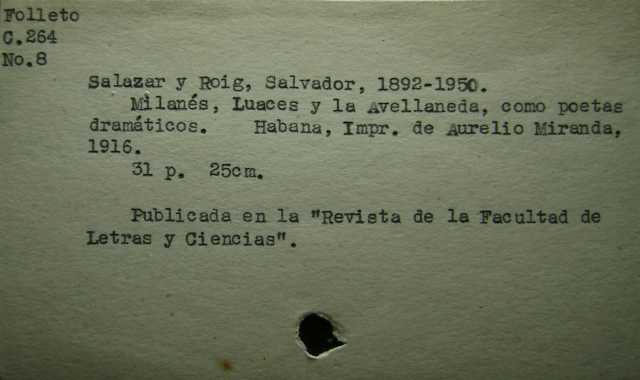 Folleto
C.264
No.8
Salazar y Roig, Salvador, 1892-1950.
Milanés, Luaces y la Avellaneda, como poetas
dramáticos. Habana, Impr. de Aurelio Miranda,
1916.
31 p. 25cm.
Publicada en la "Revista de la Facultad de
Letras y Ciencias".